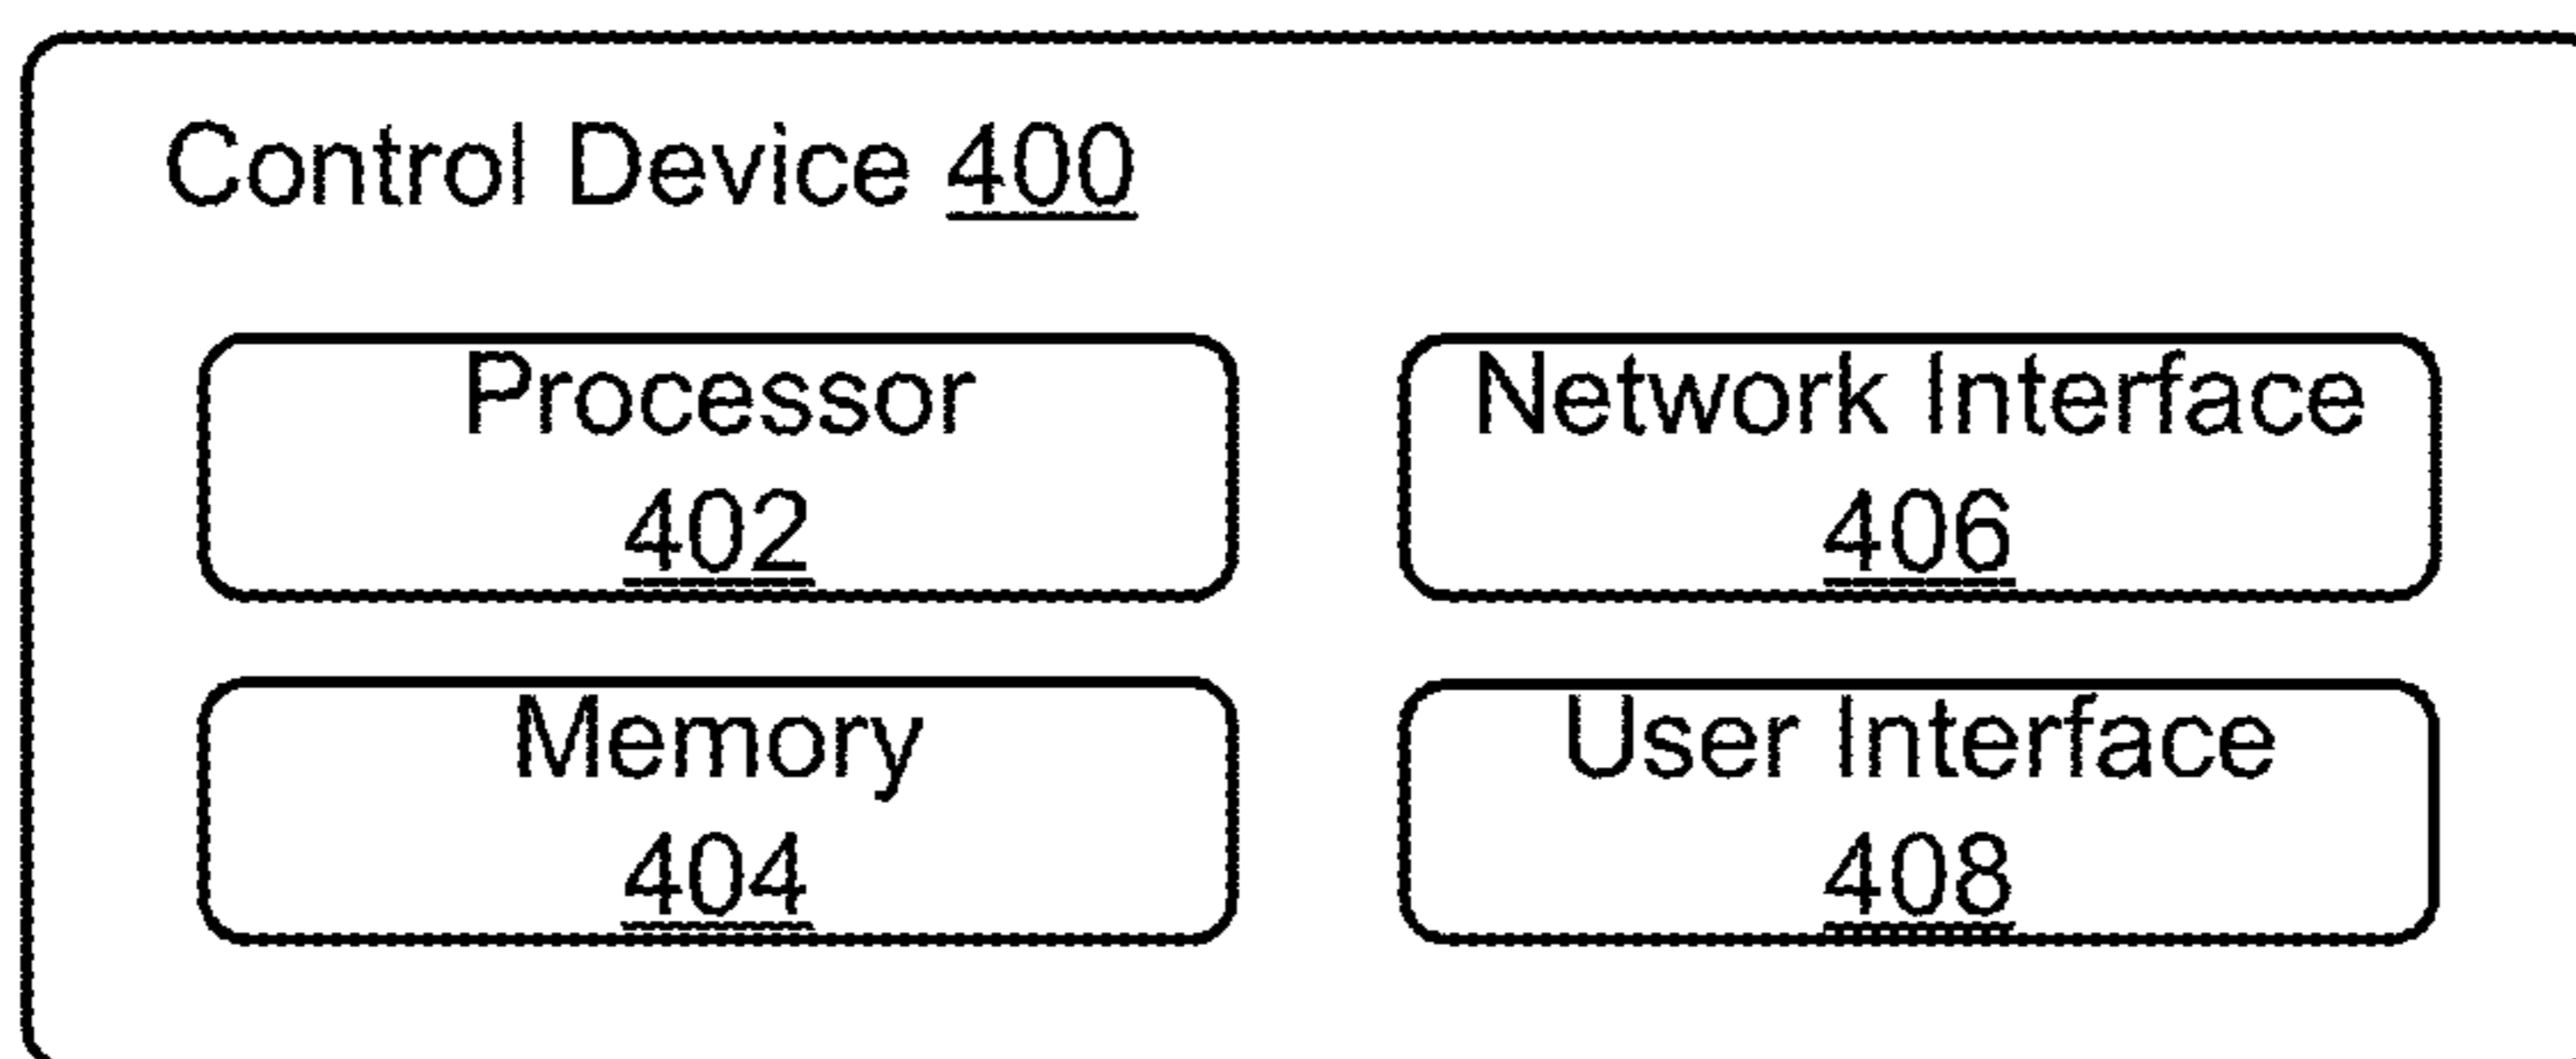 Control Device 400
Processor
402
Network Interface
406
Memory
404
User Interface
408